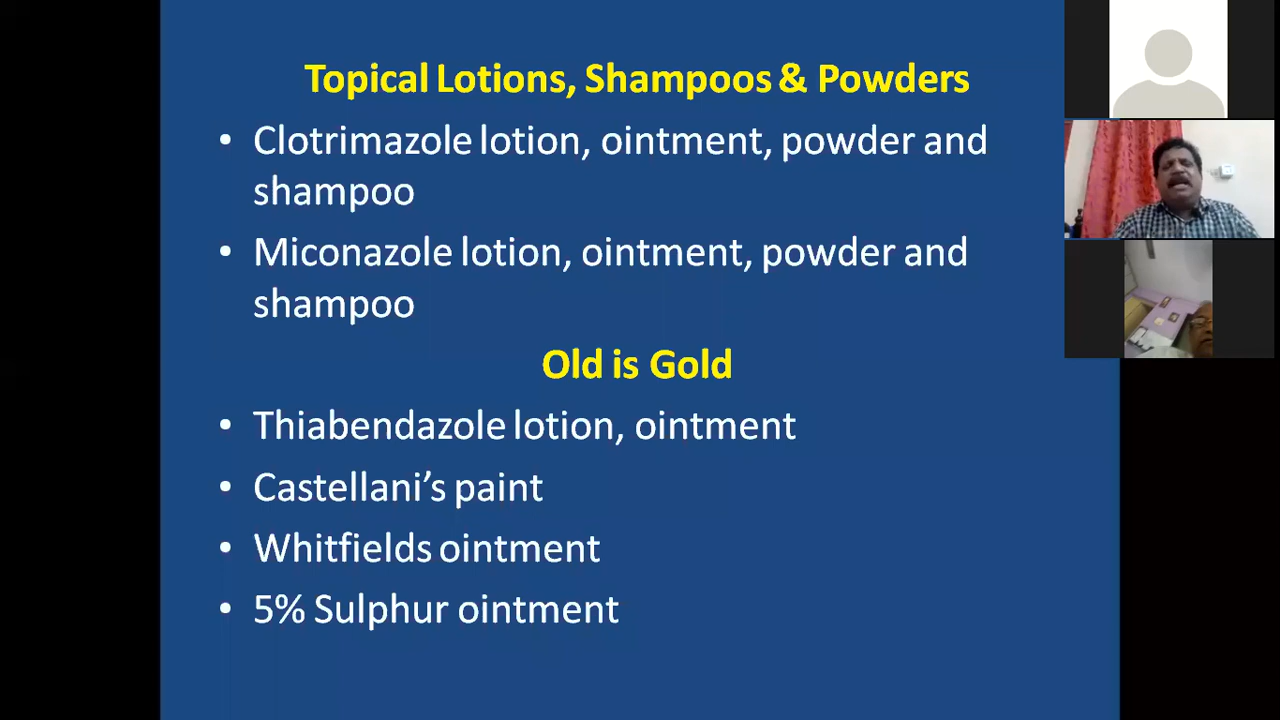 Topical Lotions, Shampoos & Powders
• Clotrimazole lotion, ointment, powder and
shampoo
• Miconazole lotion, ointment, powder and
shampoo
Old is Gold
• Thiabendazole lotion, ointment
• Castellani’s paint
• Whitfields ointment
• 5% Sulphur ointment